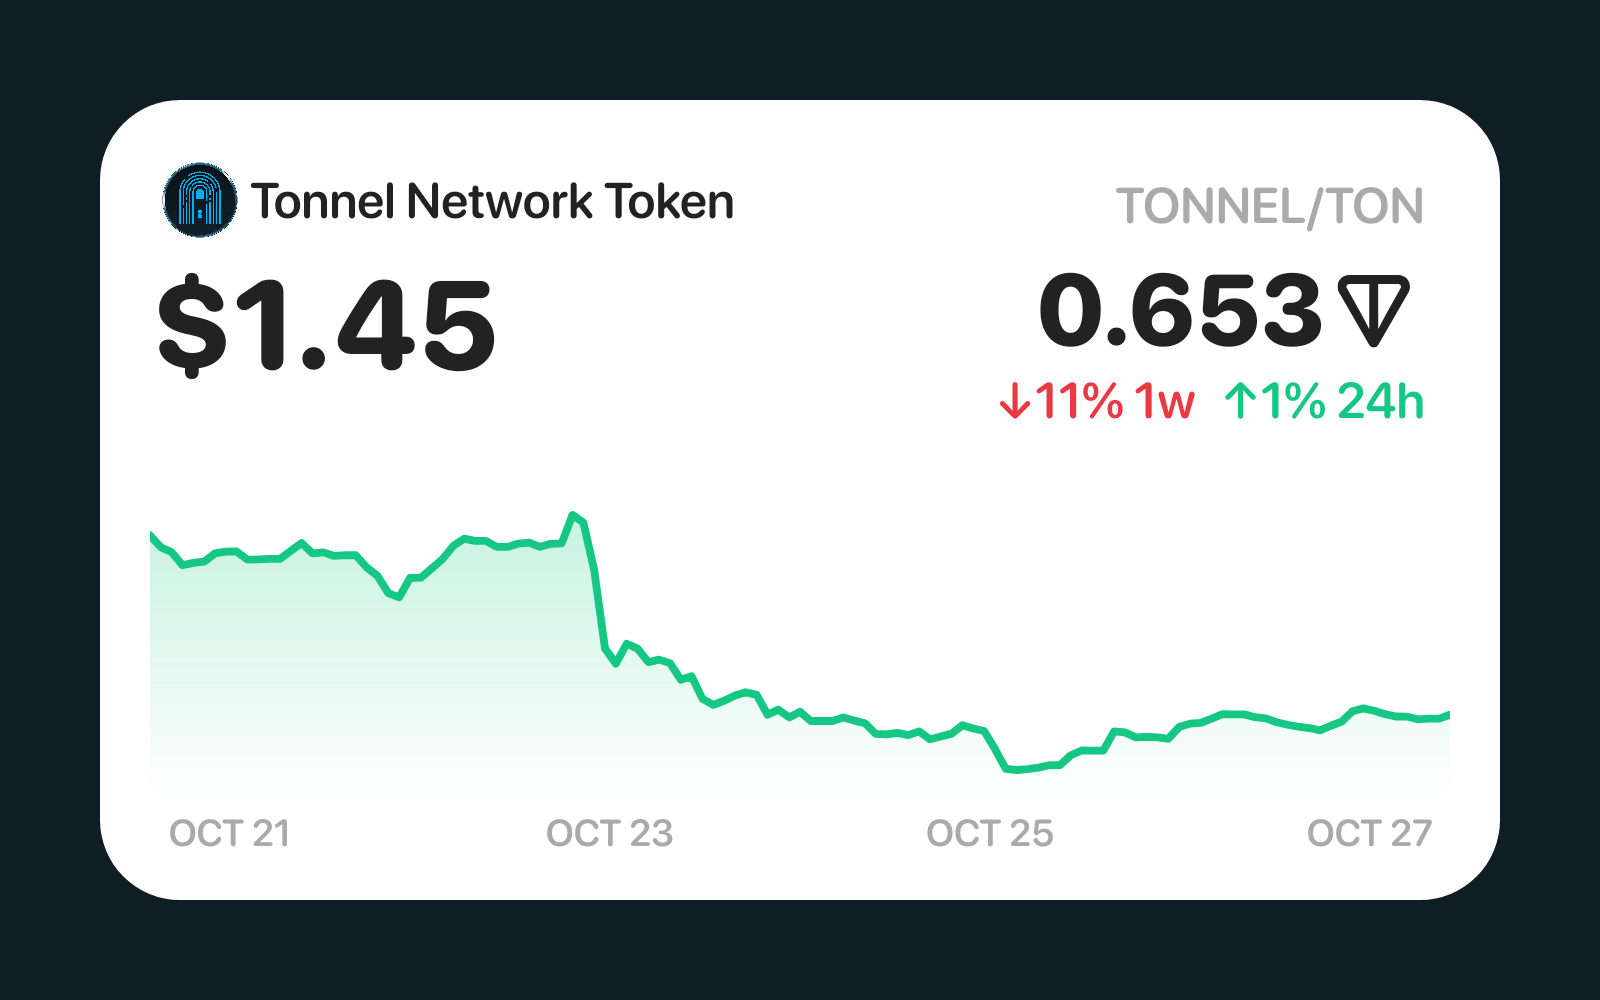 Tonnel Network Token
TONNEL/TON
$1.45
0.653
↓11% 1w ↑1% 24h
OCT 21 OCT 23 OCT 25 OCT 27